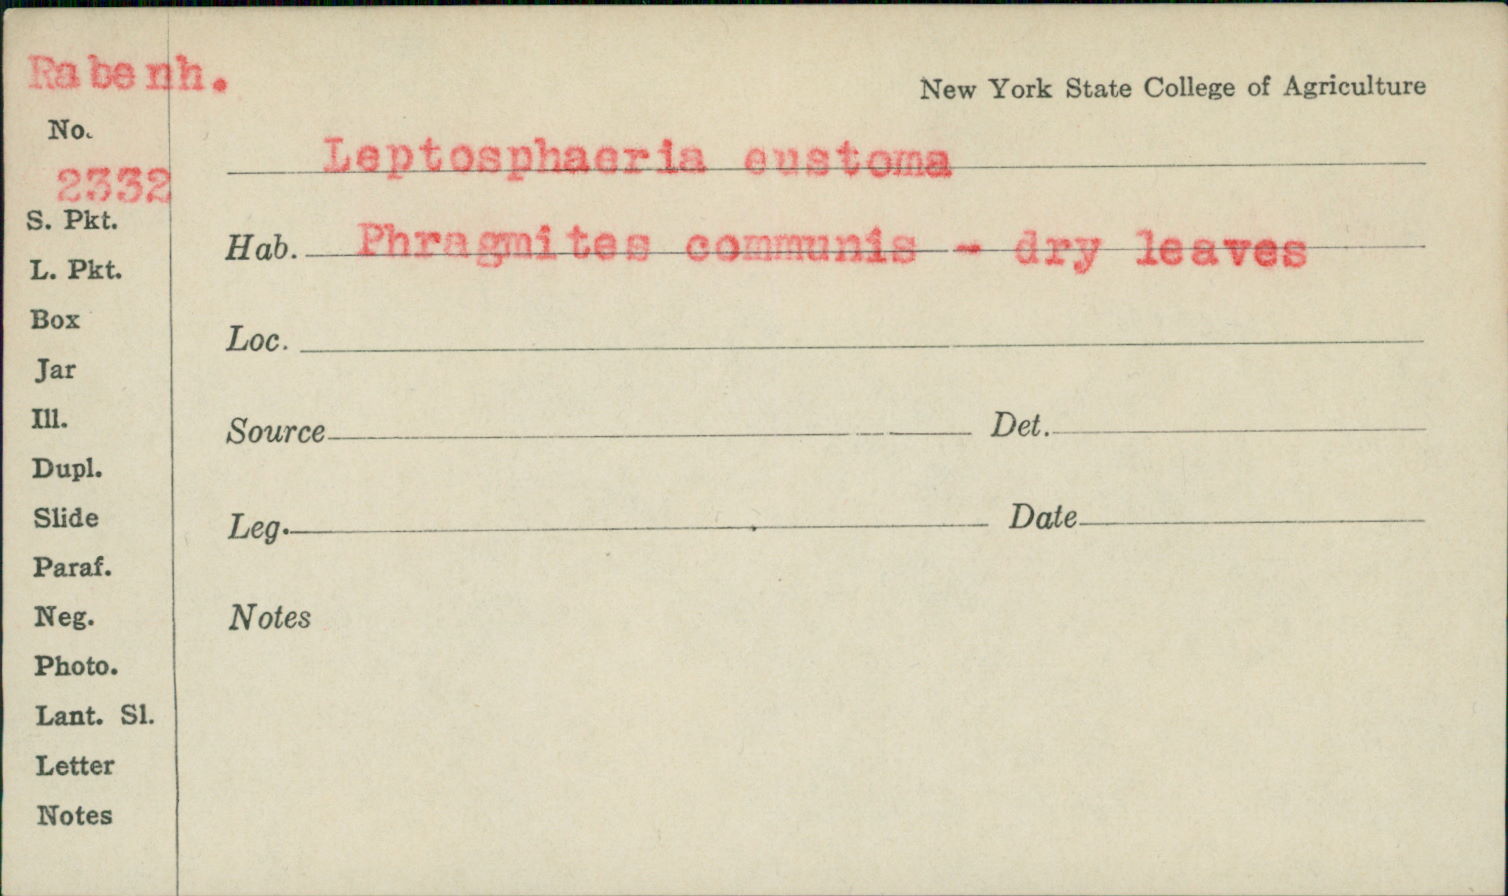 Rabenh.
New York State College of Agriculture
No.
2332
Leptosphaeria eustoma
S. Pkt.
Hab. Phragmites communis - dry leaves
L. Pkt.
Box
Loc.
Jar
Ill.
Source Det.
Dupl.
Slide
Leg. Date
Paraf.
Neg.
Notes
Photo.
Lant. Sl.
Letter
Notes